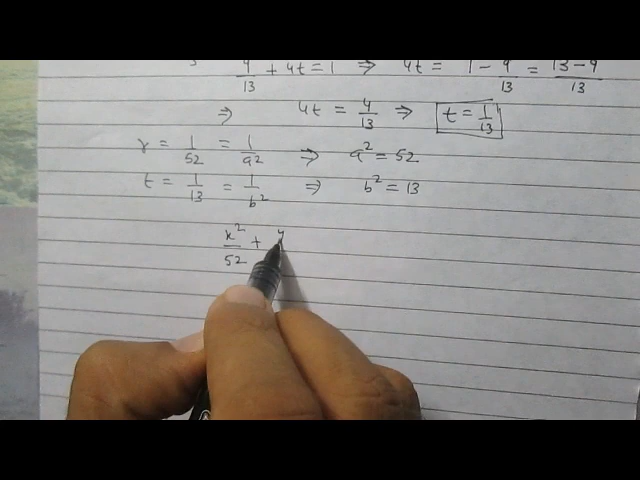 9/13 + 4t = 1 ⇒ 4t = 1 - 9/13 = 13-9/13
⇒ 4t = 4/13 ⇒ t = 1/13
r = 1/52 = 1/a² ⇒ a² = 52
t = 1/13 = 1/b² ⇒ b² = 13
x²/52 + y